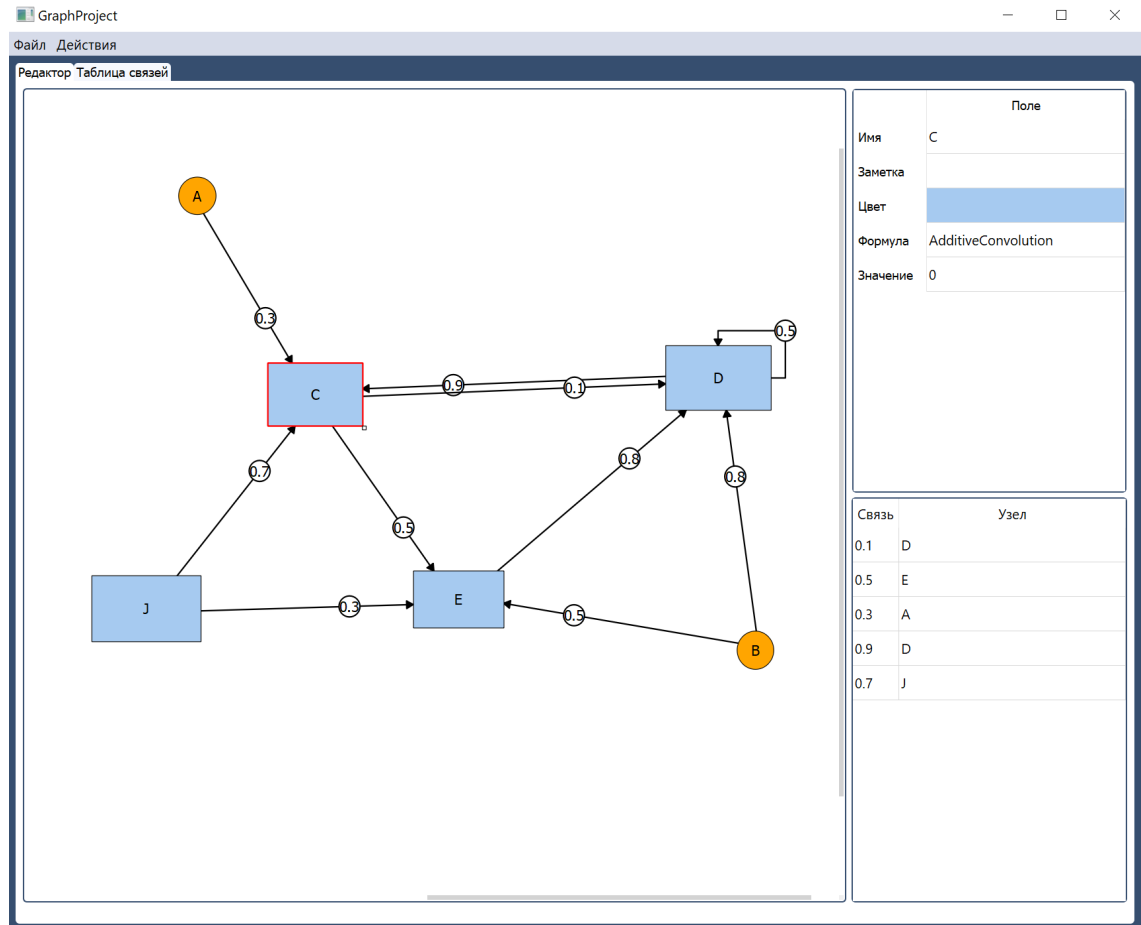 GraphProject
Файл Действия
Редактор Таблица связей
A
0.3
C
0.9
0.1
D
0.5
0.7
0.5
0.8
0.8
J
0.3
E
0.5
B
Поле
Имя C
Заметка
Цвет
Формула AdditiveConvolution
Значение 0
Связь Узел
0.1 D
0.5 E
0.3 A
0.9 D
0.7 J